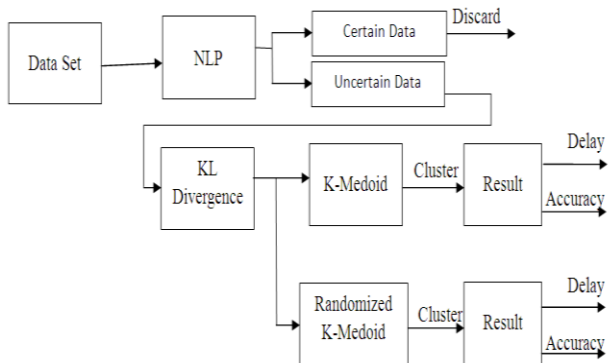 Discard
Certain Data
Data Set
NLP
Uncertain Data
KL
Divergence
K-Medoid
Cluster
Result
Delay
Accuracy
Randomized
K-Medoid
Cluster
Result
Delay
Accuracy